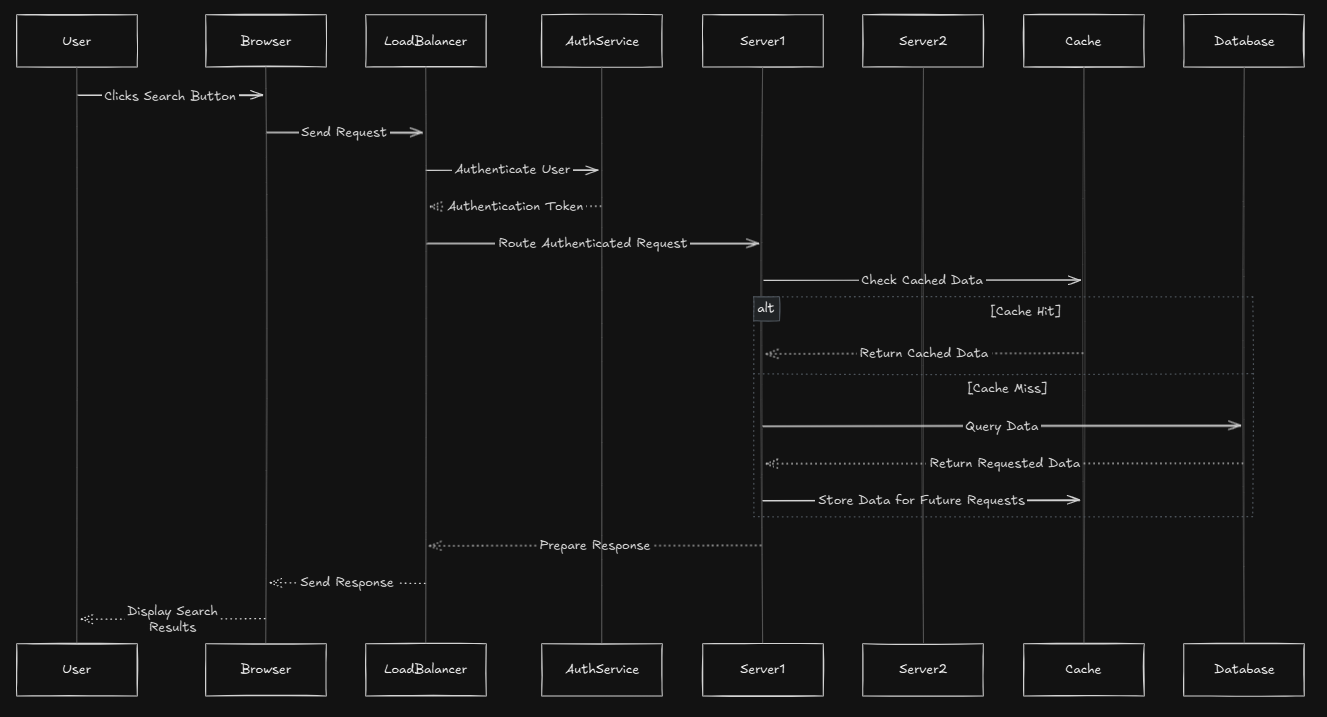 User
Browser
LoadBalancer
AuthService
Server1
Server2
Cache
Database
Clicks Search Button
Send Request
Authenticate User
Authentication Token
Route Authenticated Request
Check Cached Data
alt
[Cache Hit]
Return Cached Data
[Cache Miss]
Query Data
Return Requested Data
Store Data for Future Requests
Prepare Response
Send Response
Display Search
Results
User
Browser
LoadBalancer
AuthService
Server1
Server2
Cache
Database